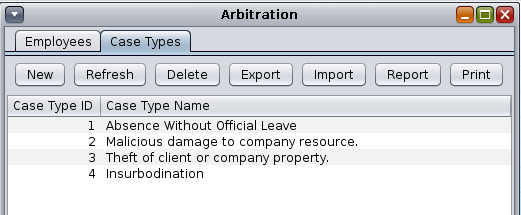 Arbitration
Employees Case Types
New Refresh Delete Export Import Report Print
Case Type ID Case Type Name
1 Absence Without Official Leave
2 Malicious damage to company resource.
3 Theft of client or company property.
4 Insurbodination